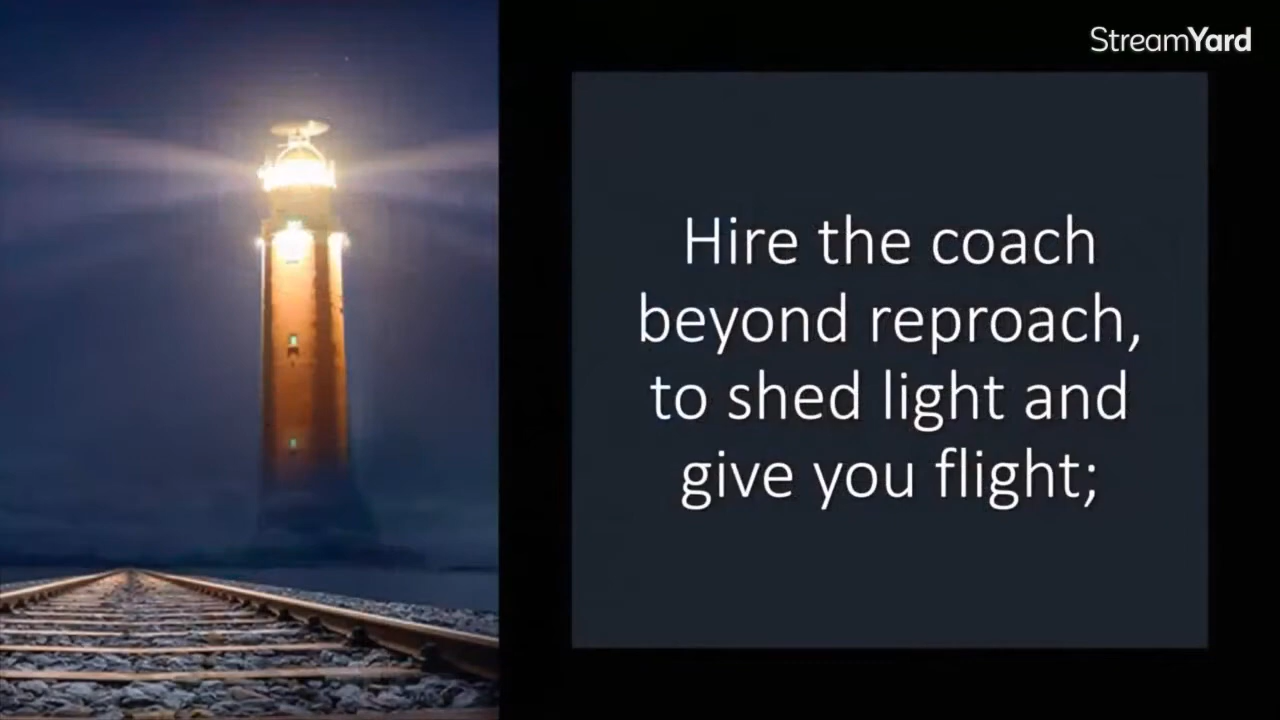 StreamYard
Hire the coach
beyond reproach,
to shed light and
give you flight;